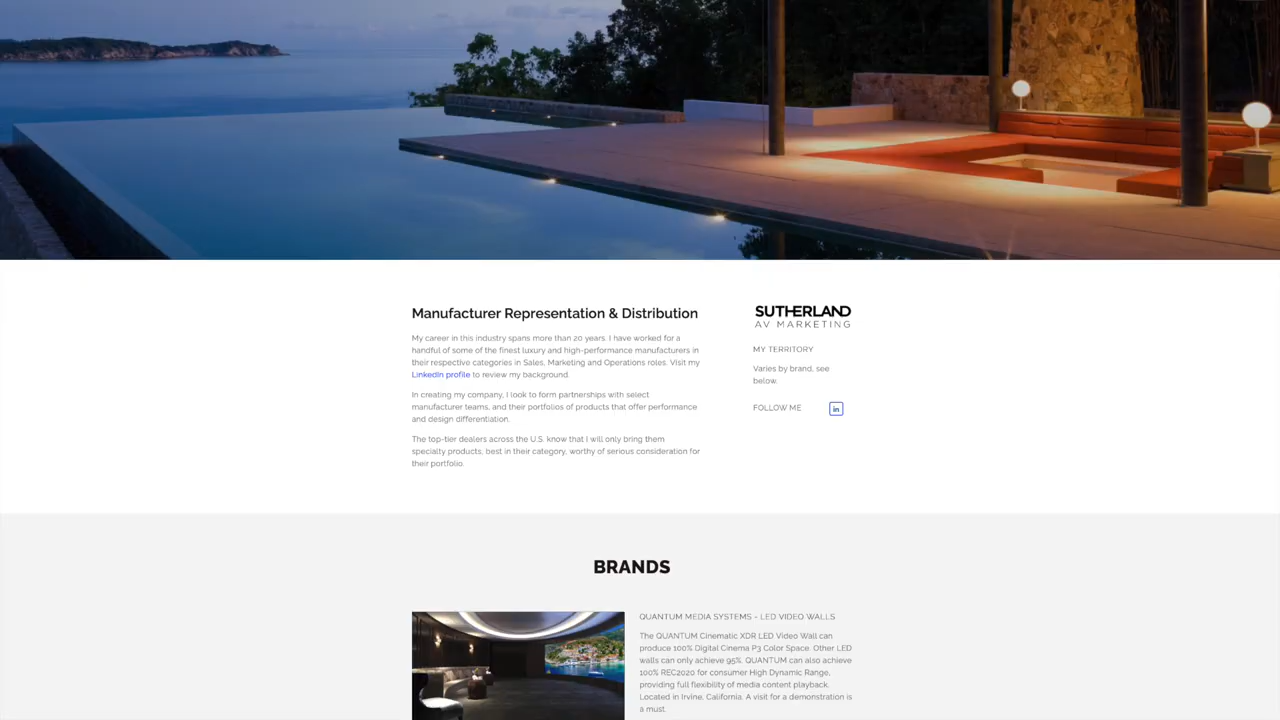 Manufacturer Representation & Distribution
My career in this industry spans more than 20 years. I have worked for a
handful of some of the finest luxury and high-performance manufacturers in
their respective categories in Sales, Marketing and Operations roles. Visit my
LinkedIn profile to review my background.
In creating my company, I look to form partnerships with select
manufacturer teams, and their portfolios of products that offer performance
and design differentiation.
The top-tier dealers across the U.S. know that I will only bring them
specialty products, best in their category, worthy of serious consideration for
their portfolio.
SUTHERLAND
AV MARKETING
MY TERRITORY
Varies by brand, see
below.
FOLLOW ME
in
BRANDS
QUANTUM MEDIA SYSTEMS - LED VIDEO WALLS
The QUANTUM Cinematic XDR LED Video Wall can
produce 100% Digital Cinema P3 Color Space. Other LED
walls can only achieve 95%. QUANTUM can also achieve
100% REC2020 for consumer High Dynamic Range,
providing full flexibility of media content playback.
Located in Irvine, California. A visit for a demonstration is
a must.